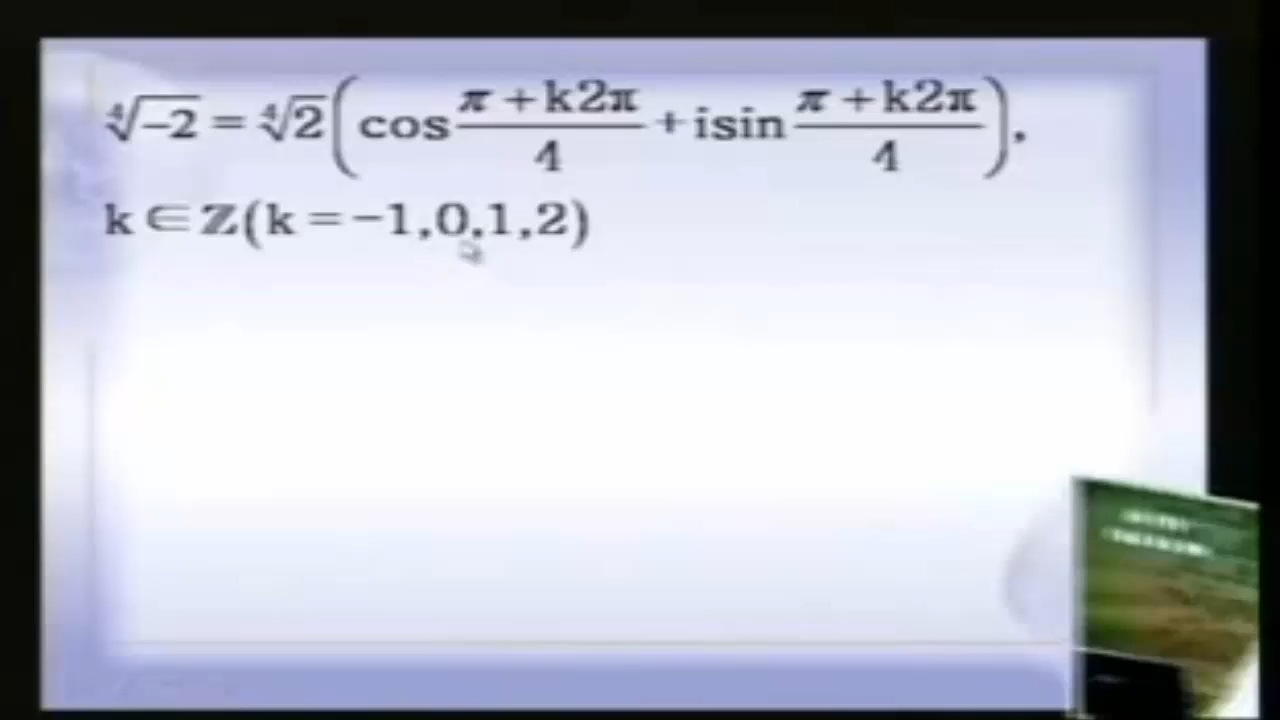 ∜-2 = ∜2(cos (π + k2π)/4 + isin (π + k2π)/4),
k ∈ ℤ(k = -1,0,1,2)